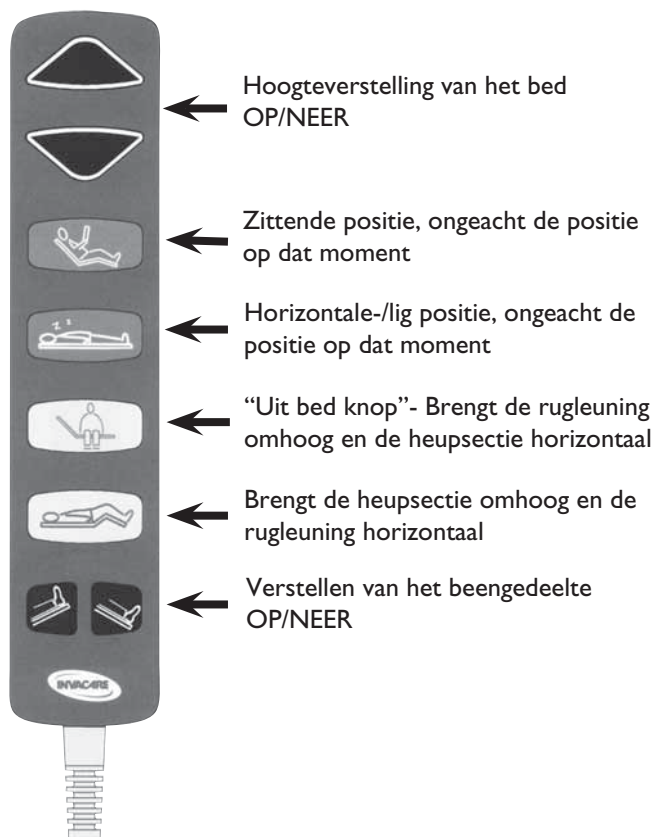 Hoogteverstelling van het bed
OP/NEER
Zittende positie, ongeacht de positie
op dat moment
z z
Horizontale-/lig positie, ongeacht de
positie op dat moment
“Uit bed knop”- Brengt de rugleuning
omhoog en de heupsectie horizontaal
Brengt de heupsectie omhoog en de
rugleuning horizontaal
Verstellen van het beengedeelte
OP/NEER
INVACARE